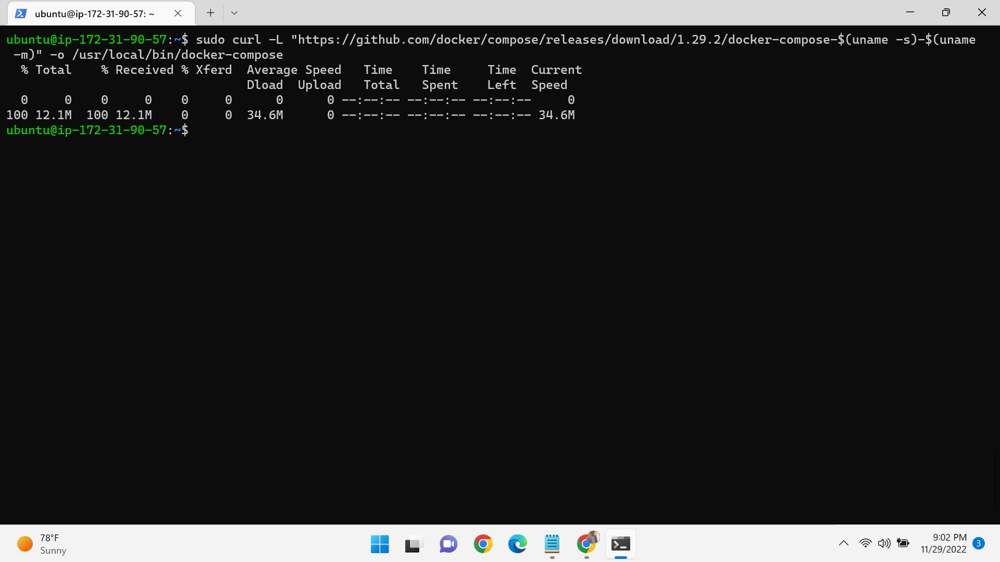 ubuntu@ip-172-31-90-57: ~
ubuntu@ip-172-31-90-57:~$ sudo curl -L "https://github.com/docker/compose/releases/download/1.29.2/docker-compose-$(uname -s)-$(uname
 -m)" -o /usr/local/bin/docker-compose
  % Total    % Received % Xferd  Average Speed   Time    Time     Time  Current
                                 Dload  Upload   Total   Spent    Left  Speed
  0     0    0     0    0     0      0      0 --:--:-- --:--:-- --:--:--     0
100 12.1M  100 12.1M    0     0  34.6M      0 --:--:-- --:--:-- --:--:-- 34.6M
ubuntu@ip-172-31-90-57:~$
78°F
Sunny
9:02 PM
11/29/2022
3